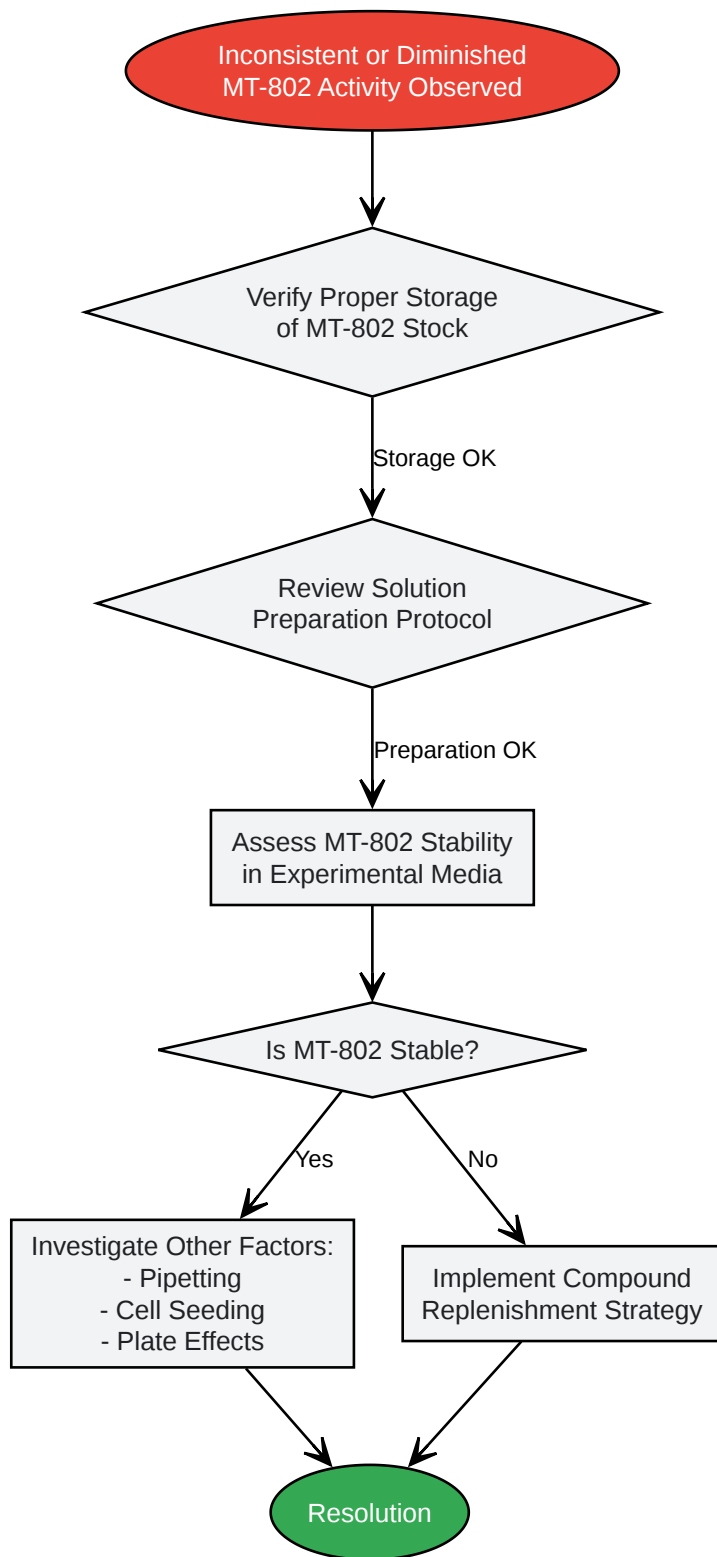 Inconsistent or Diminished
MT-802 Activity Observed
Verify Proper Storage
of MT-802 Stock
Storage OK
Review Solution
Preparation Protocol
Preparation OK
Assess MT-802 Stability
in Experimental Media
Is MT-802 Stable?
Yes
No
Investigate Other Factors:
- Pipetting
- Cell Seeding
- Plate Effects
Implement Compound
Replenishment Strategy
Resolution